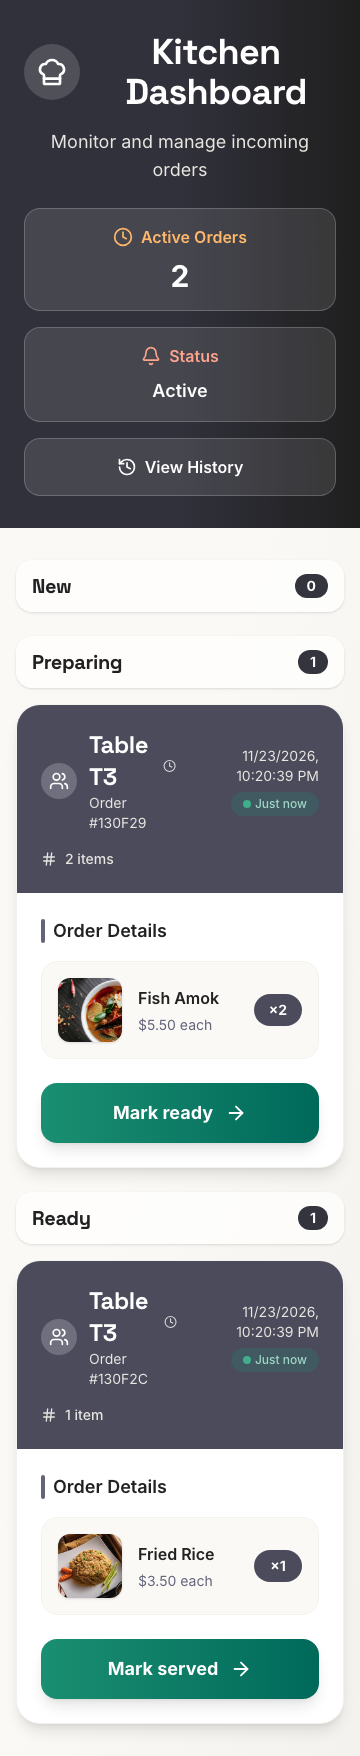 Kitchen
Dashboard
Monitor and manage incoming
orders
Active Orders
2
Status
Active
View History
New
0
Preparing
1
Table
T3
Order
#130F29
11/23/2026,
10:20:39 PM
Just now
# 2 items
Order Details
Fish Amok
$5.50 each
×2
Mark ready →
Ready
1
Table
T3
Order
#130F2C
11/23/2026,
10:20:39 PM
Just now
# 1 item
Order Details
Fried Rice
$3.50 each
×1
Mark served →